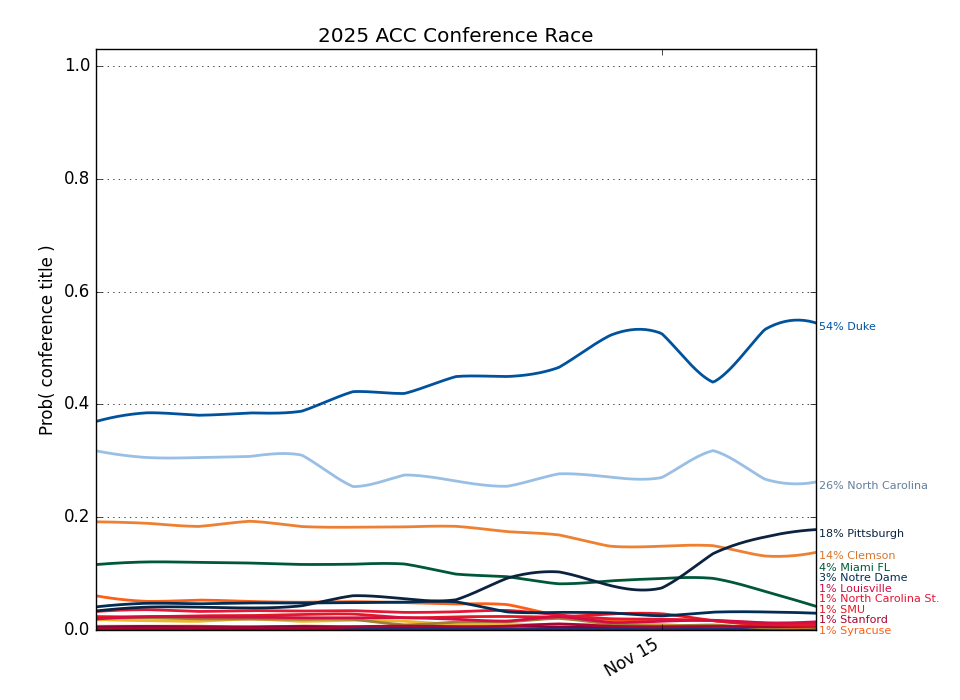 2025 ACC Conference Race
Prob( conference title )
1.0
0.8
0.6
0.4
0.2
0.0
Nov 15
54% Duke
26% North Carolina
18% Pittsburgh
14% Clemson
4% Miami FL
3% Notre Dame
1% Louisville
1% North Carolina St.
1% SMU
1% Stanford
1% Syracuse